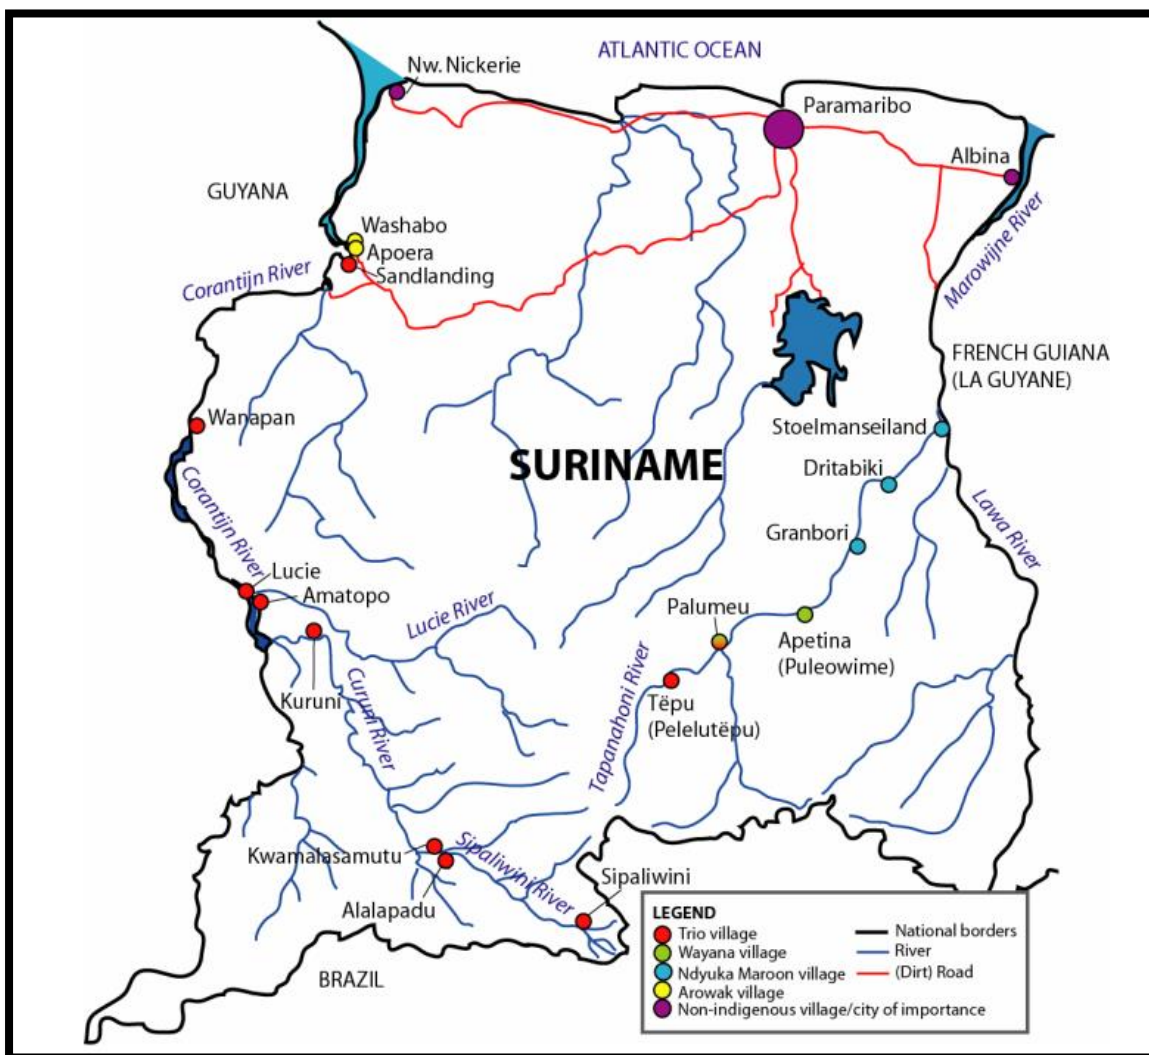 ATLANTIC OCEAN
Nw. Nickerie
Paramaribo
Albina
GUYANA
Washabo
Apoera
Sandlanding
Corantijn River
Marowijne River
FRENCH GUIANA
(LA GUYANE)
Wanapan
Stoelmanseiland
SURINAME
Dritabiki
Corantijn River
Lawa River
Granbori
Lucie
Amatopo
Lucie River
Palumeu
Apetina
(Puleowime)
Kuruni
Curuni River
Tapanahoni River
Tëpu
(Pelelutëpu)
Kwamalasamutu
Sipaliwini River
Sipaliwini
Alalapadu
BRAZIL
LEGEND
Trio village
Wayana village
Ndyuka Maroon village
Arowak village
Non-indigenous village/city of importance
National borders
River
(Dirt) Road